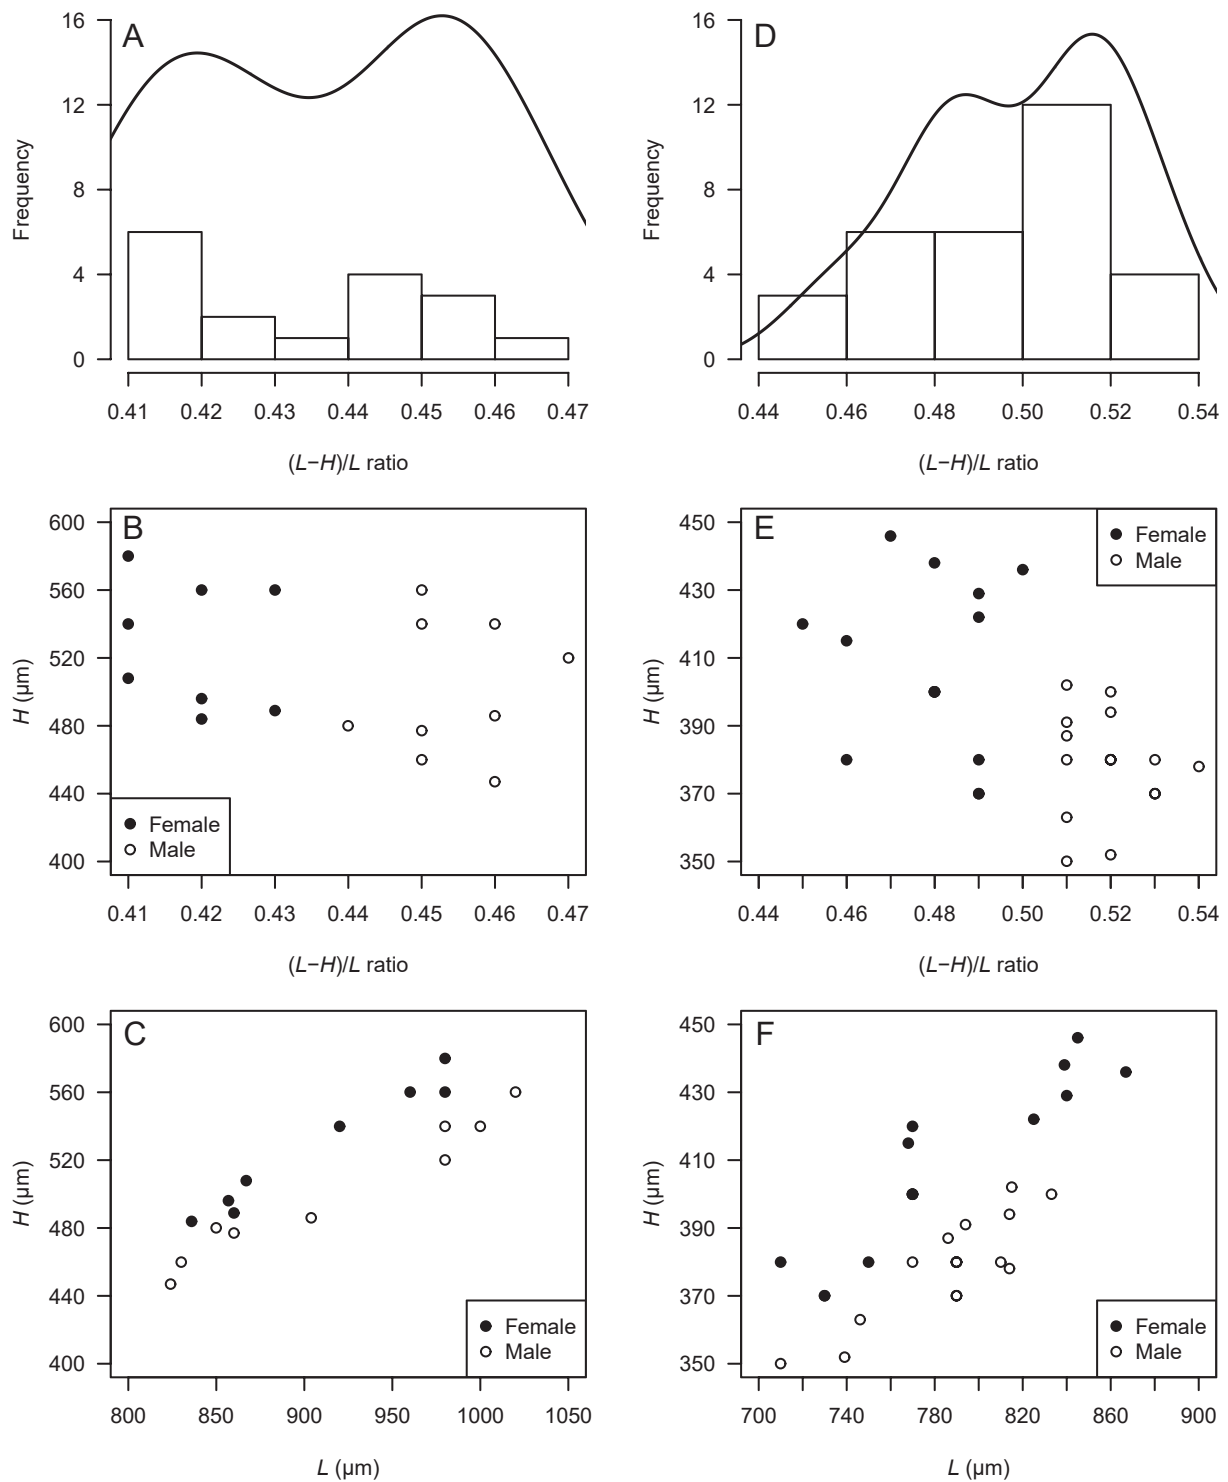 A
16
12
8
4
0
Frequency
0.41 0.42 0.43 0.44 0.45 0.46 0.47
(L−H)/L ratio
D
16
12
8
4
0
Frequency
0.44 0.46 0.48 0.50 0.52 0.54
(L−H)/L ratio
B
600
560
520
480
440
400
H (µm)
Female
Male
0.41 0.42 0.43 0.44 0.45 0.46 0.47
(L−H)/L ratio
E
450
430
410
390
370
350
H (µm)
Female
Male
0.44 0.46 0.48 0.50 0.52 0.54
(L−H)/L ratio
C
600
560
520
480
440
400
H (µm)
Female
Male
800 850 900 950 1000 1050
L (µm)
F
450
430
410
390
370
350
H (µm)
Female
Male
700 740 780 820 860 900
L (µm)